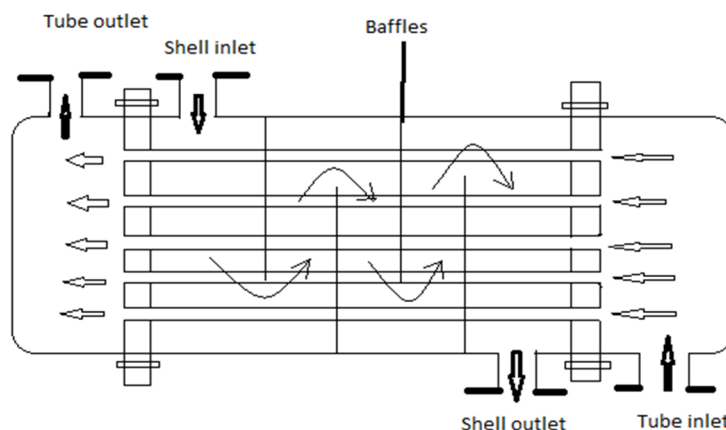 Tube outlet
Shell inlet
Baffles
Shell outlet
Tube inlet